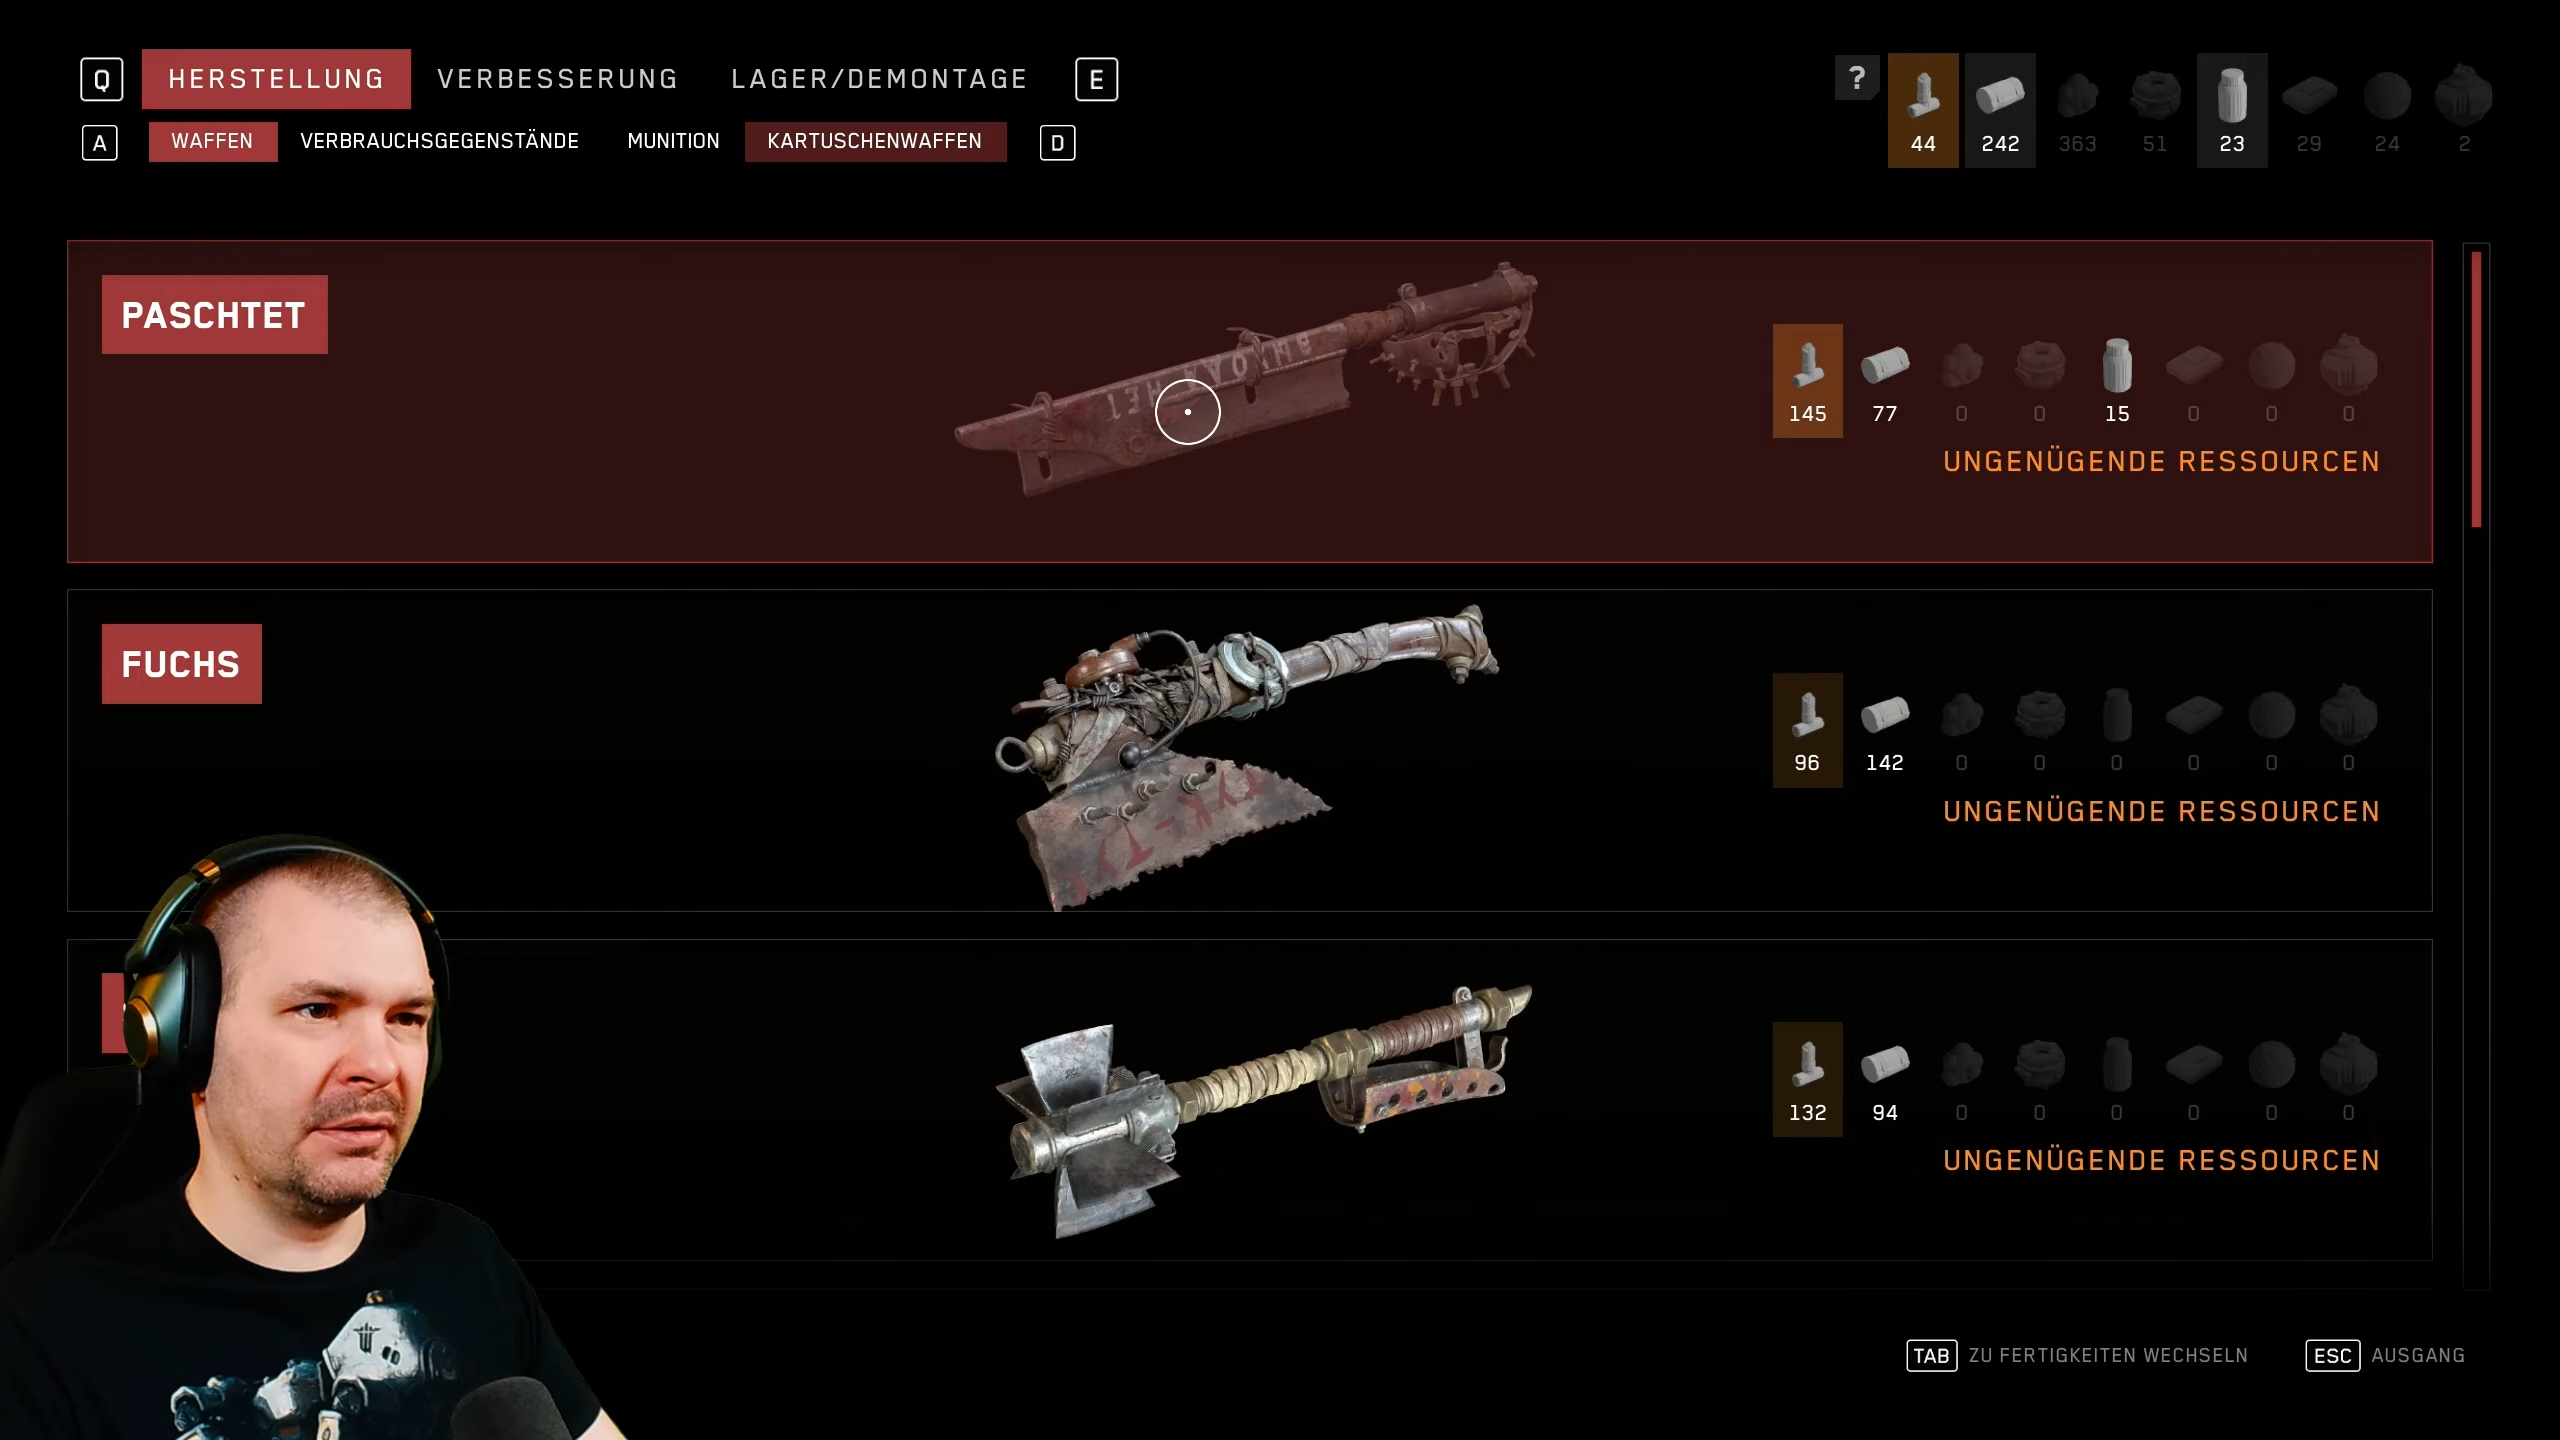 Q HERSTELLUNG VERBESSERUNG LAGER/DEMONTAGE E
A WAFFEN VERBRAUCHSGEGENSTÄNDE MUNITION KARTUSCHENWAFFEN D
? 44 242 363 51 23 29 24 2
PASCHTET
145 77 0 0 15 0 0 0
UNGENÜGENDE RESSOURCEN
FUCHS
96 142 0 0 0 0 0 0
UNGENÜGENDE RESSOURCEN
132 94 0 0 0 0 0 0
UNGENÜGENDE RESSOURCEN
TAB ZU FERTIGKEITEN WECHSELN ESC AUSGANG